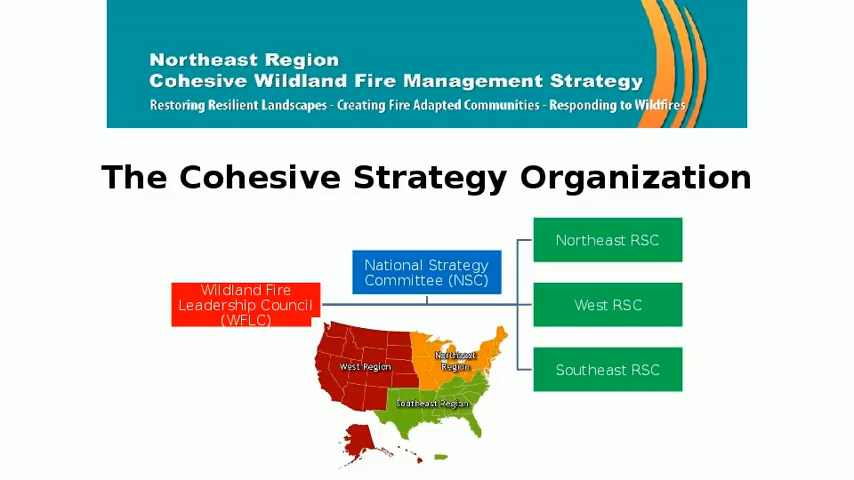 Northeast Region
Cohesive Wildland Fire Management Strategy
Restoring Resilient Landscapes - Creating Fire Adapted Communities - Responding to Wildfires
The Cohesive Strategy Organization
Northeast RSC
National Strategy
Committee (NSC)
Wildland Fire
Leadership Council
(WFLC)
West RSC
Northeast
Region
West Region
Southeast RSC
Southeast Region